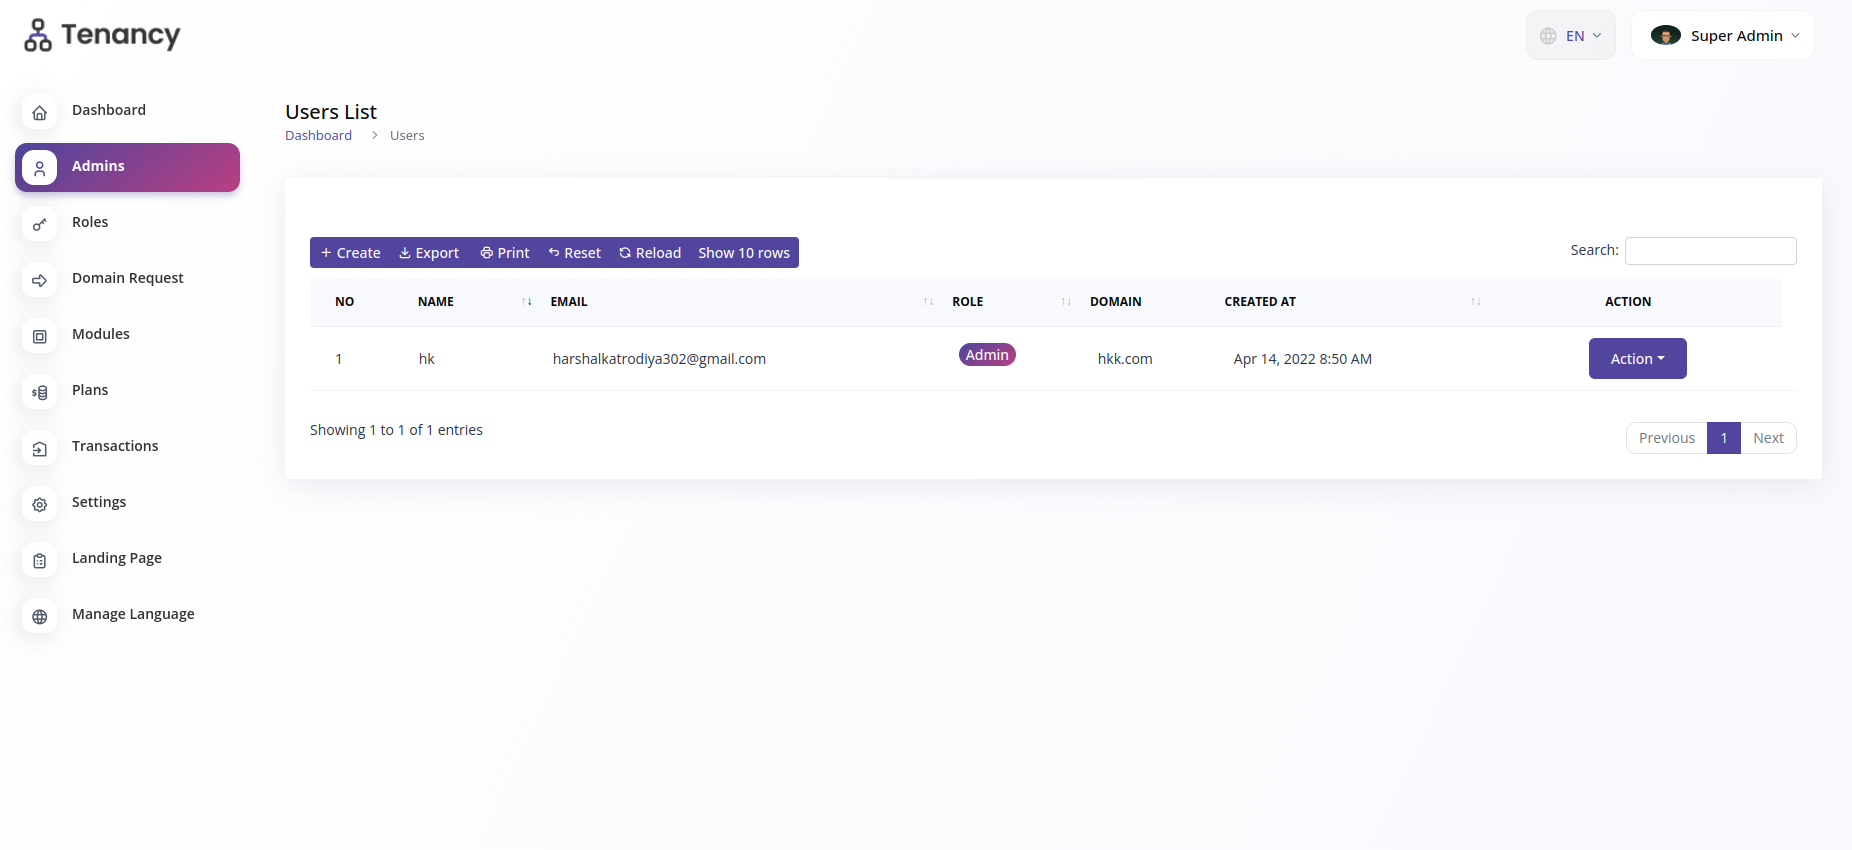 Tenancy
EN
Super Admin
Dashboard
Admins
Roles
Domain Request
Modules
Plans
Transactions
Settings
Landing Page
Manage Language
Users List
Dashboard > Users
+ Create Export Print Reset Reload Show 10 rows
Search:
NO NAME EMAIL ROLE DOMAIN CREATED AT ACTION
1 hk harshalkatrodiya302@gmail.com Admin hkk.com Apr 14, 2022 8:50 AM Action
Showing 1 to 1 of 1 entries
Previous 1 Next